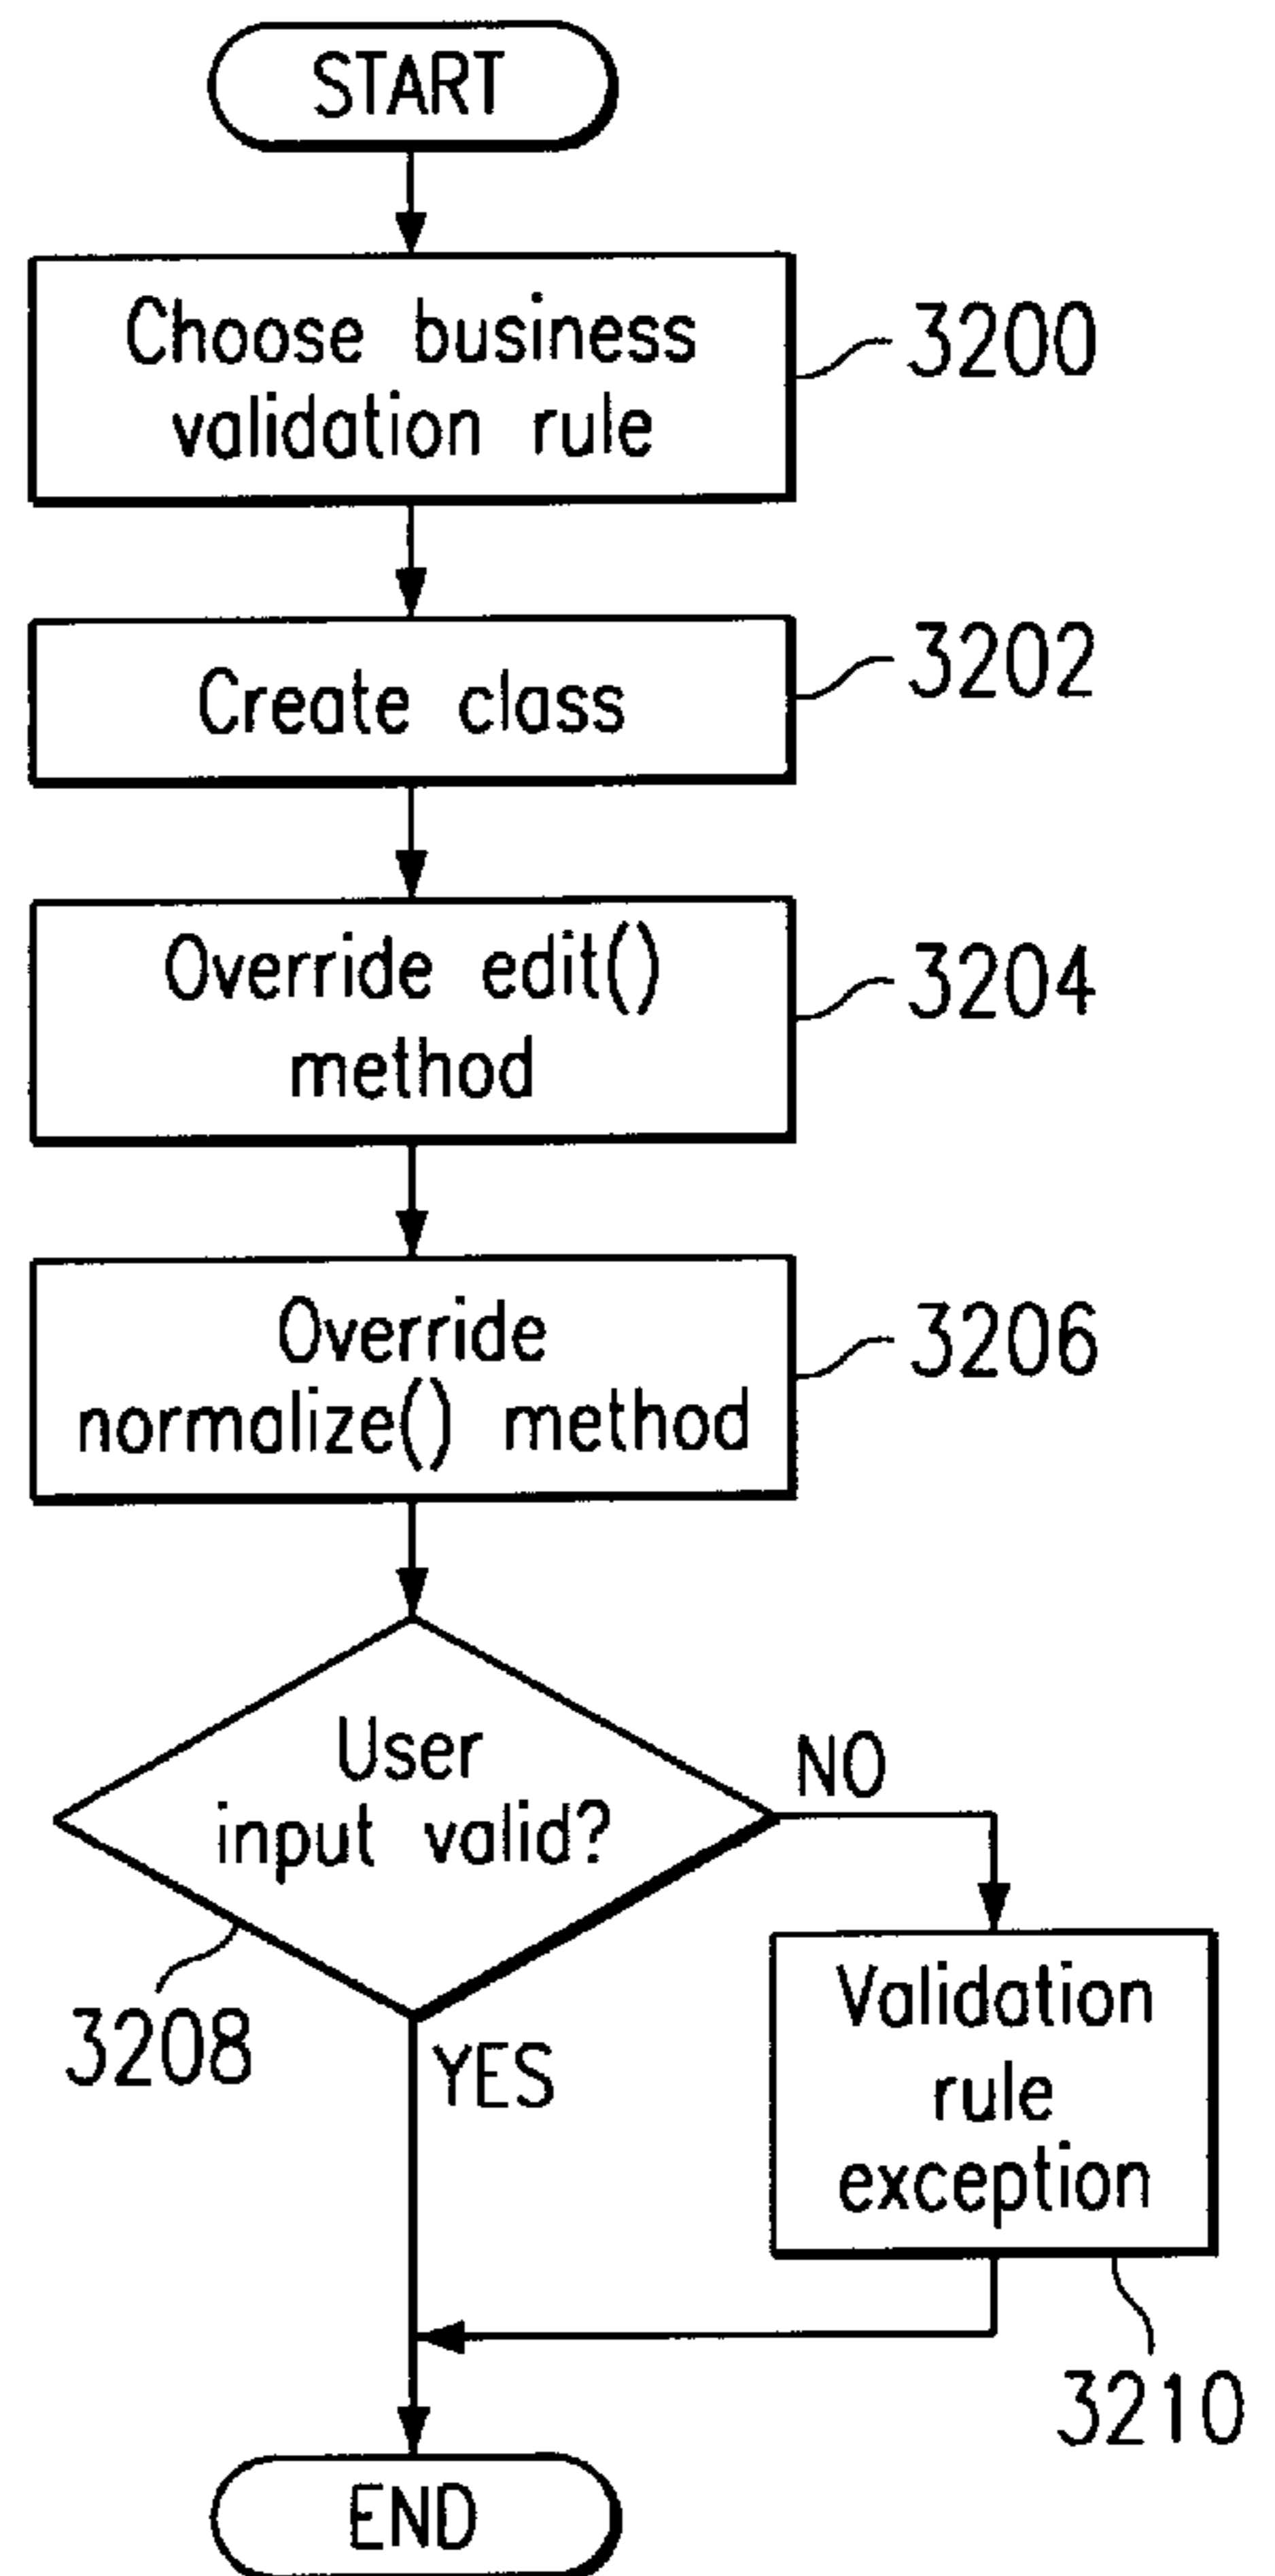 START
Choose business
validation rule
3200
Create class
3202
Override edit()
method
3204
Override
normalize() method
3206
User
input valid?
NO
3208
YES
Validation
rule
exception
3210
END